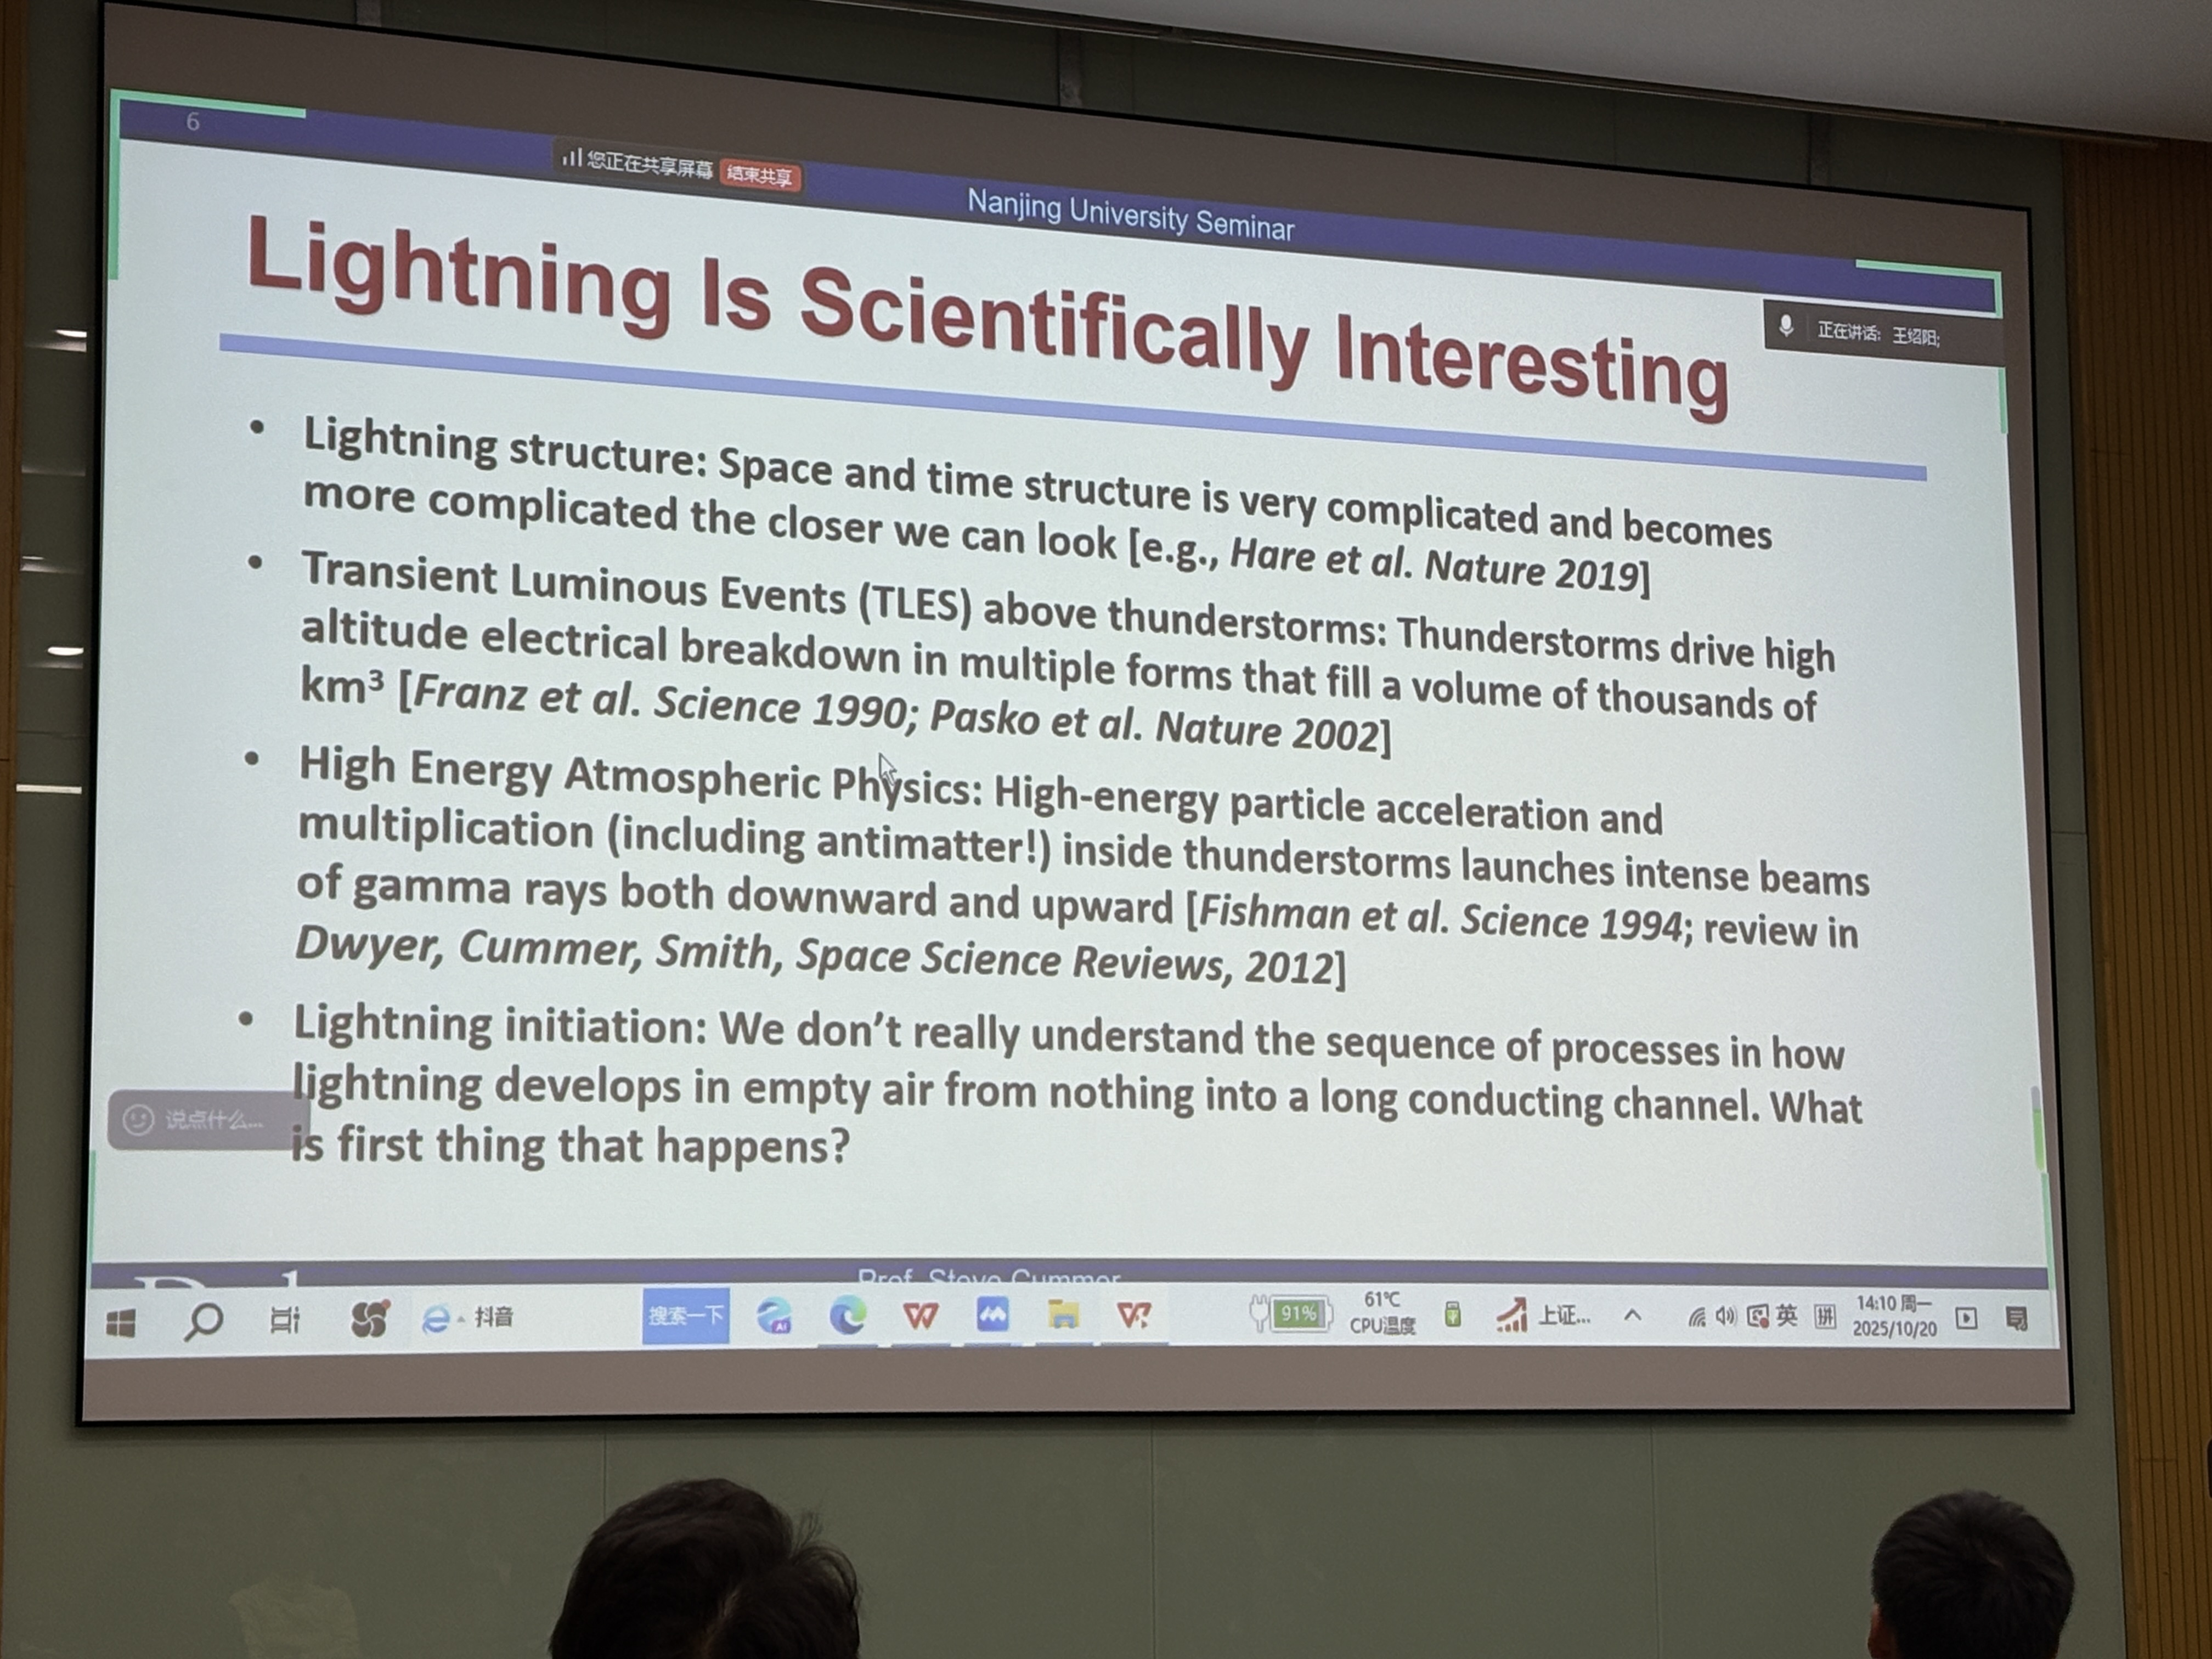 6
您正在共享屏幕 结束共享
Nanjing University Seminar
Lightning Is Scientifically Interesting
正在讲话: 王绍阳;
• Lightning structure: Space and time structure is very complicated and becomes
more complicated the closer we can look [e.g., Hare et al. Nature 2019]
• Transient Luminous Events (TLES) above thunderstorms: Thunderstorms drive high
altitude electrical breakdown in multiple forms that fill a volume of thousands of
km³ [Franz et al. Science 1990; Pasko et al. Nature 2002]
• High Energy Atmospheric Physics: High-energy particle acceleration and
multiplication (including antimatter!) inside thunderstorms launches intense beams
of gamma rays both downward and upward [Fishman et al. Science 1994; review in
Dwyer, Cummer, Smith, Space Science Reviews, 2012]
• Lightning initiation: We don't really understand the sequence of processes in how
lightning develops in empty air from nothing into a long conducting channel. What
is first thing that happens?
说点什么...
Prof. Steve Cummer
抖音
搜索一下
AI
91%
61℃
CPU温度
上证...
英
拼
14:10 周一
2025/10/20